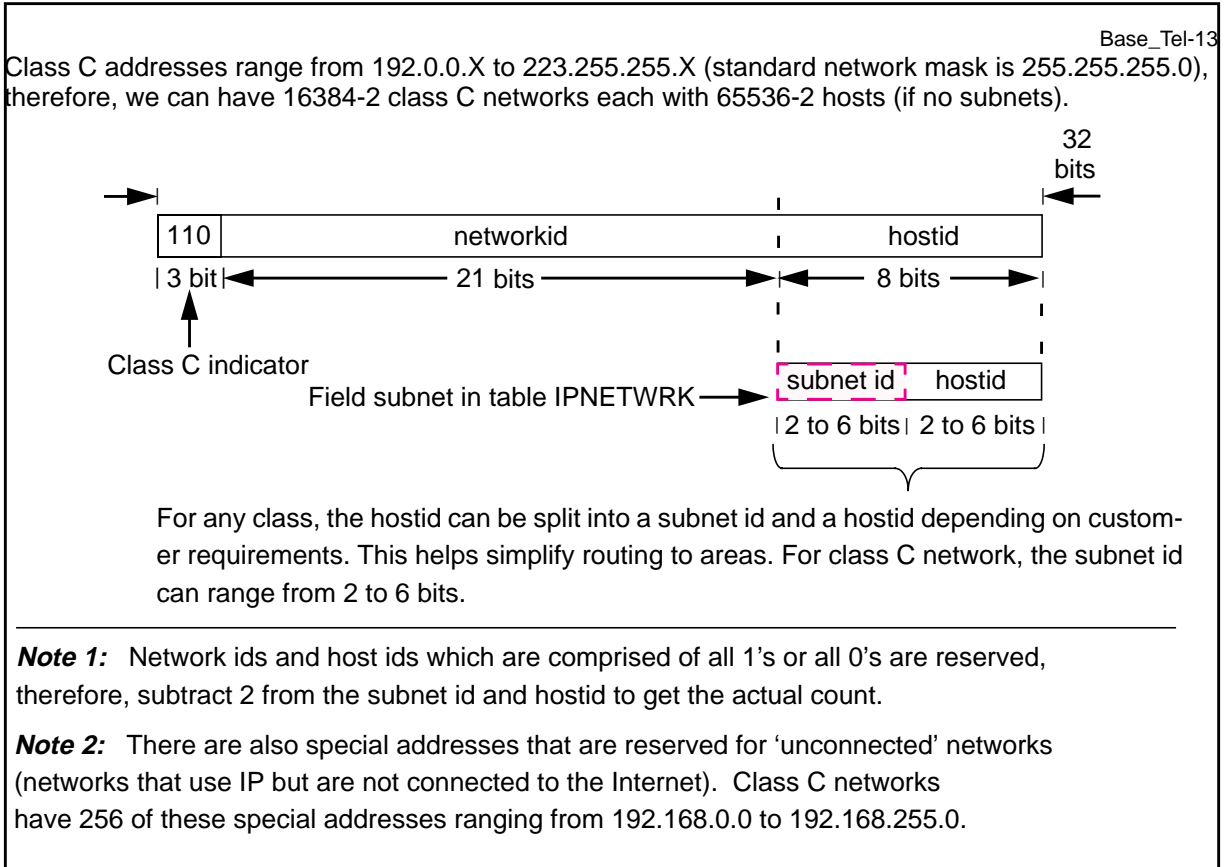 Base_Tel-13
Class C addresses range from 192.0.0.X to 223.255.255.X (standard network mask is 255.255.255.0),
therefore, we can have 16384-2 class C networks each with 65536-2 hosts (if no subnets).
32
bits
110
networkid
hostid
3 bit
21 bits
8 bits
Class C indicator
subnet id
hostid
Field subnet in table IPNETWRK
2 to 6 bits
2 to 6 bits
For any class, the hostid can be split into a subnet id and a hostid depending on custom-
er requirements. This helps simplify routing to areas. For class C network, the subnet id
can range from 2 to 6 bits.
Note 1: Network ids and host ids which are comprised of all 1's or all 0's are reserved,
therefore, subtract 2 from the subnet id and hostid to get the actual count.
Note 2: There are also special addresses that are reserved for ‘unconnected’ networks
(networks that use IP but are not connected to the Internet). Class C networks
have 256 of these special addresses ranging from 192.168.0.0 to 192.168.255.0.